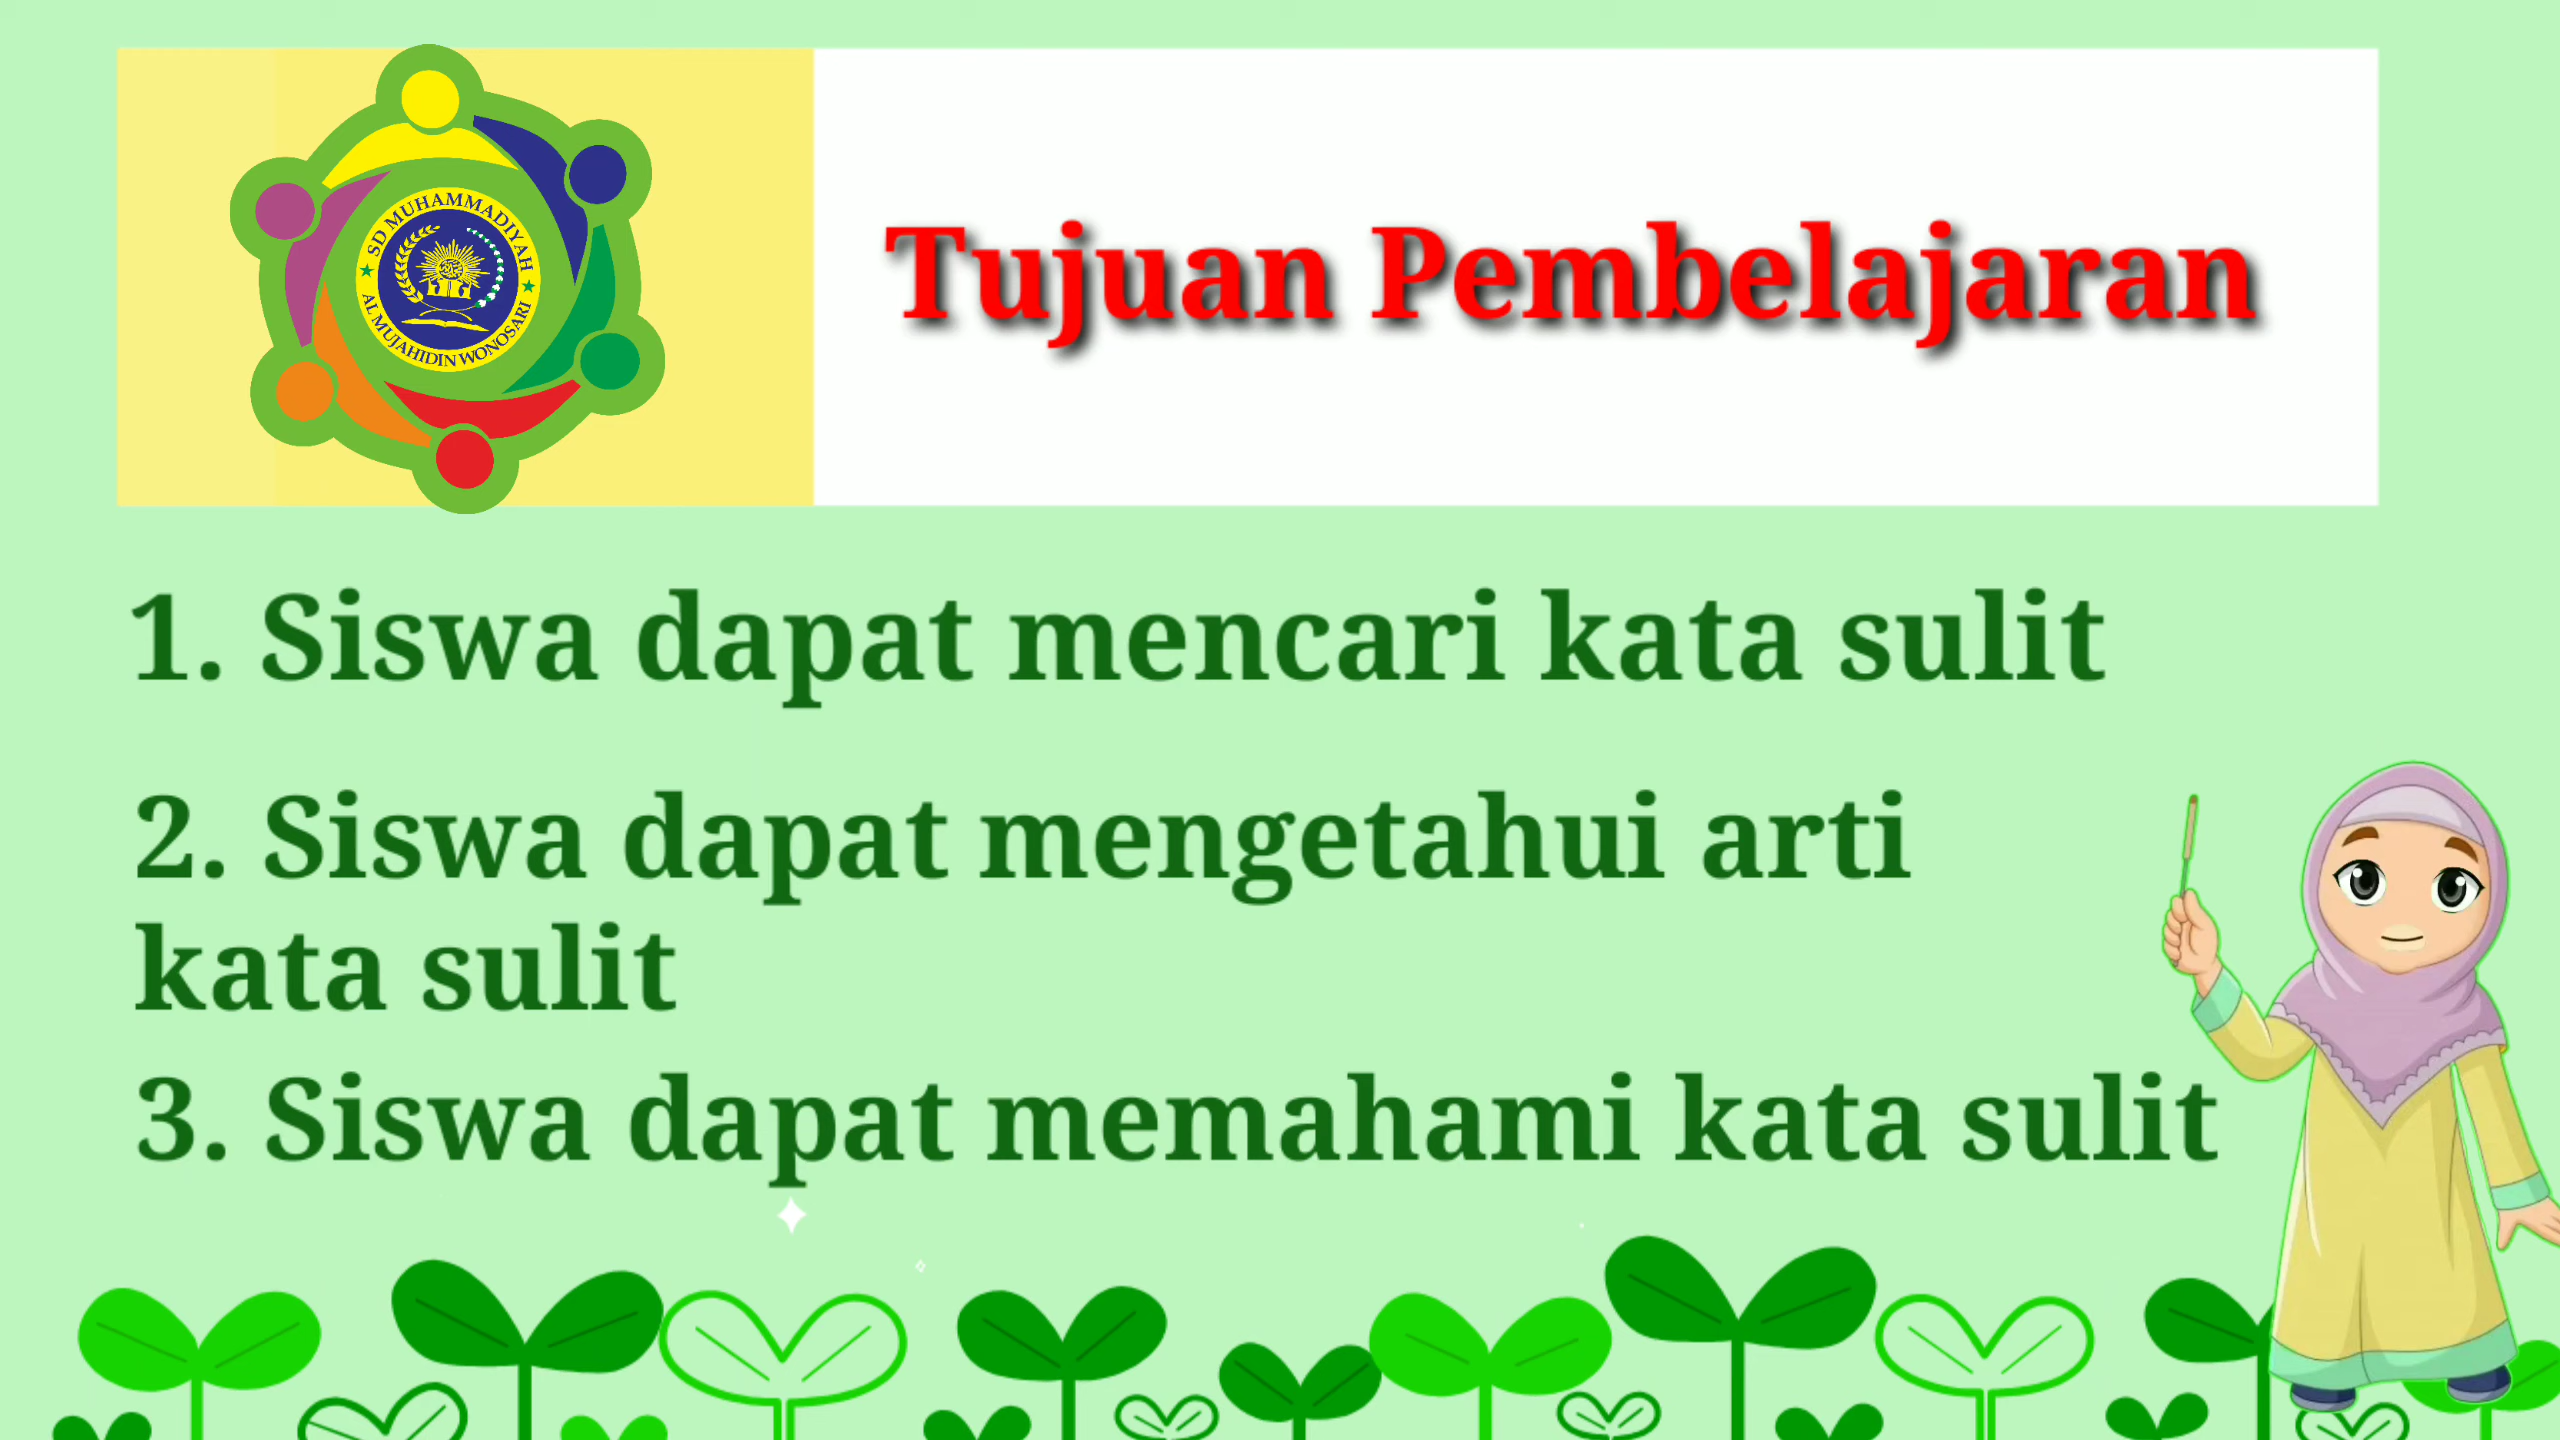 SD MUHAMMADIYAH
AL MUJAHIDIN WONOSARI
Tujuan Pembelajaran
1. Siswa dapat mencari kata sulit
2. Siswa dapat mengetahui arti
kata sulit
3. Siswa dapat memahami kata sulit